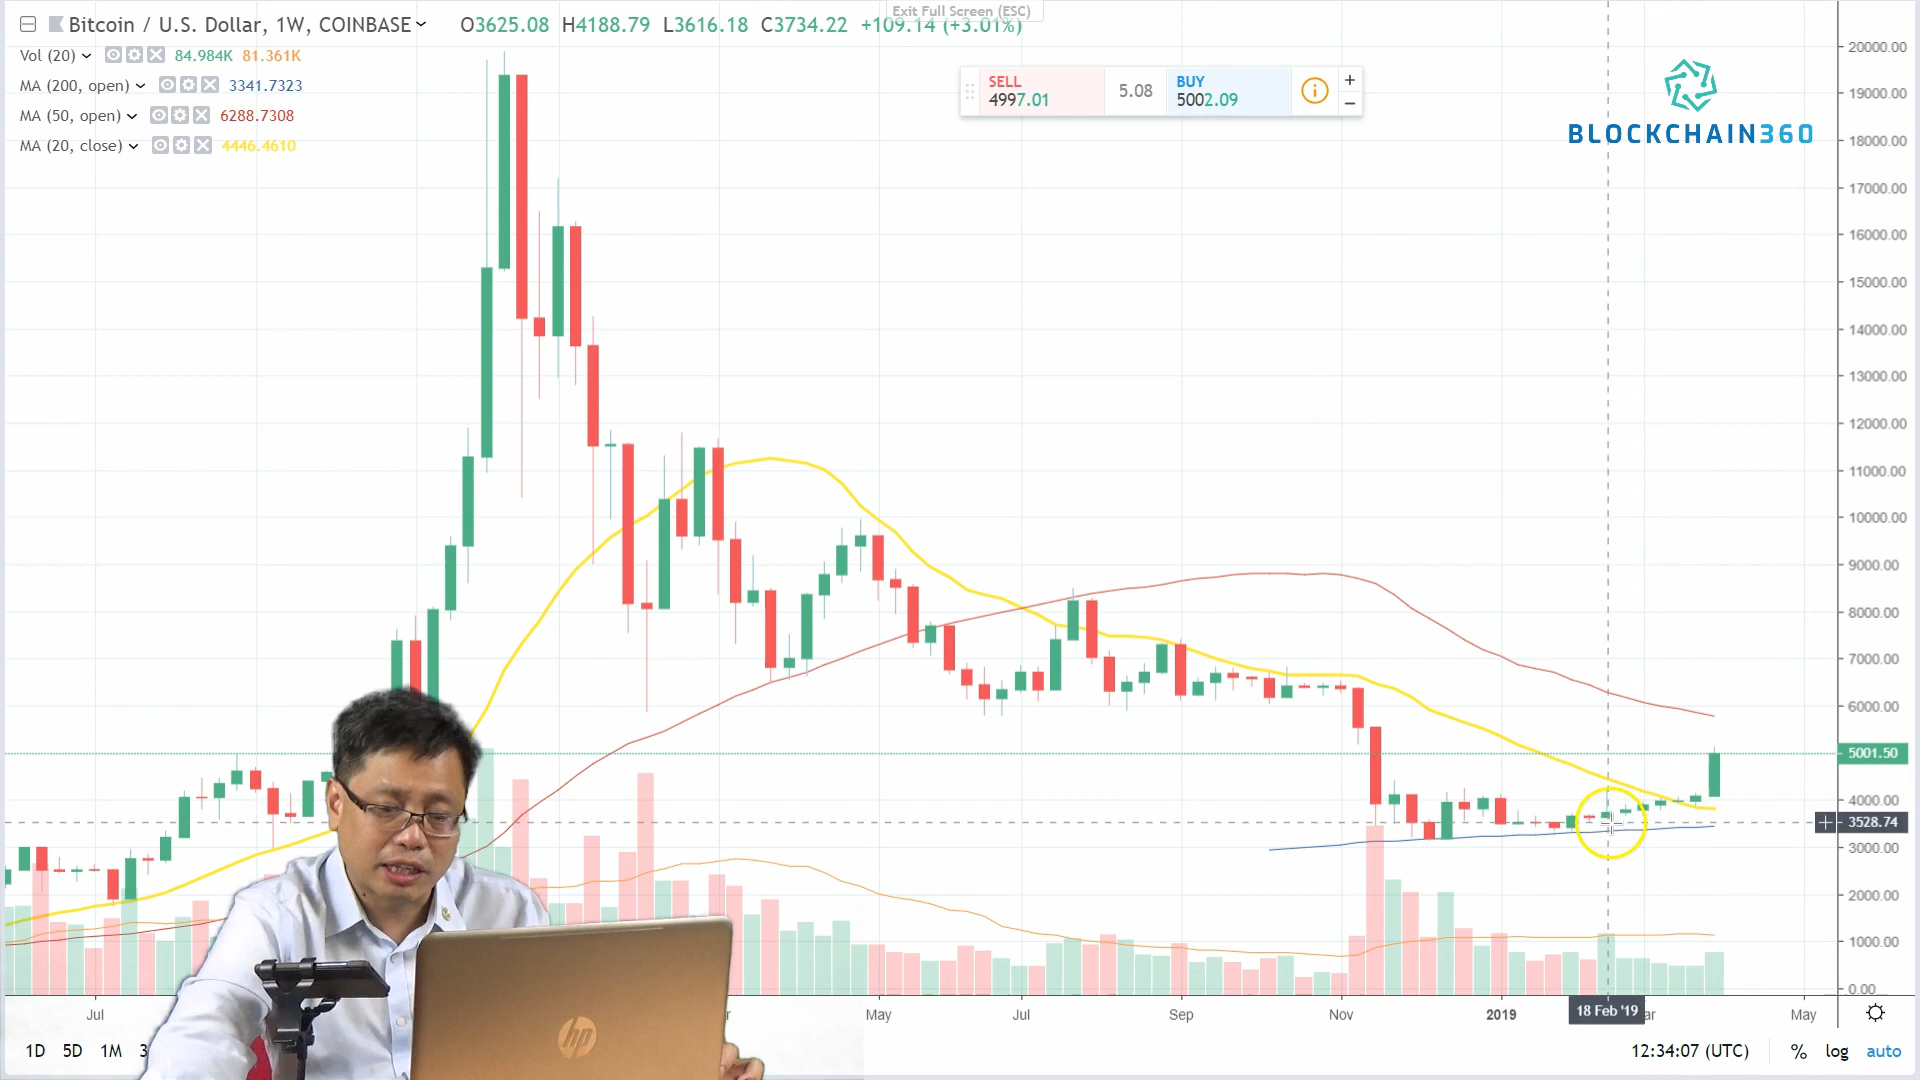 Exit Full Screen (ESC)
Bitcoin / U.S. Dollar, 1W, COINBASE O3625.08 H4188.79 L3616.18 C3734.22 +109.14 (+3.01%)
Vol (20) 84.984K 81.361K
MA (200, open) 3341.7323
MA (50, open) 6288.7308
MA (20, close) 4446.4610
SELL
4997.01
5.08
BUY
5002.09
BLOCKCHAIN360
20000.00
19000.00
18000.00
17000.00
16000.00
15000.00
14000.00
13000.00
12000.00
11000.00
10000.00
9000.00
8000.00
7000.00
6000.00
5001.50
4000.00
3528.74
3000.00
2000.00
1000.00
0.00
Jul May Jul Sep Nov 2019 18 Feb '19 May
1D 5D 1M 12:34:07 (UTC) % log auto
hp